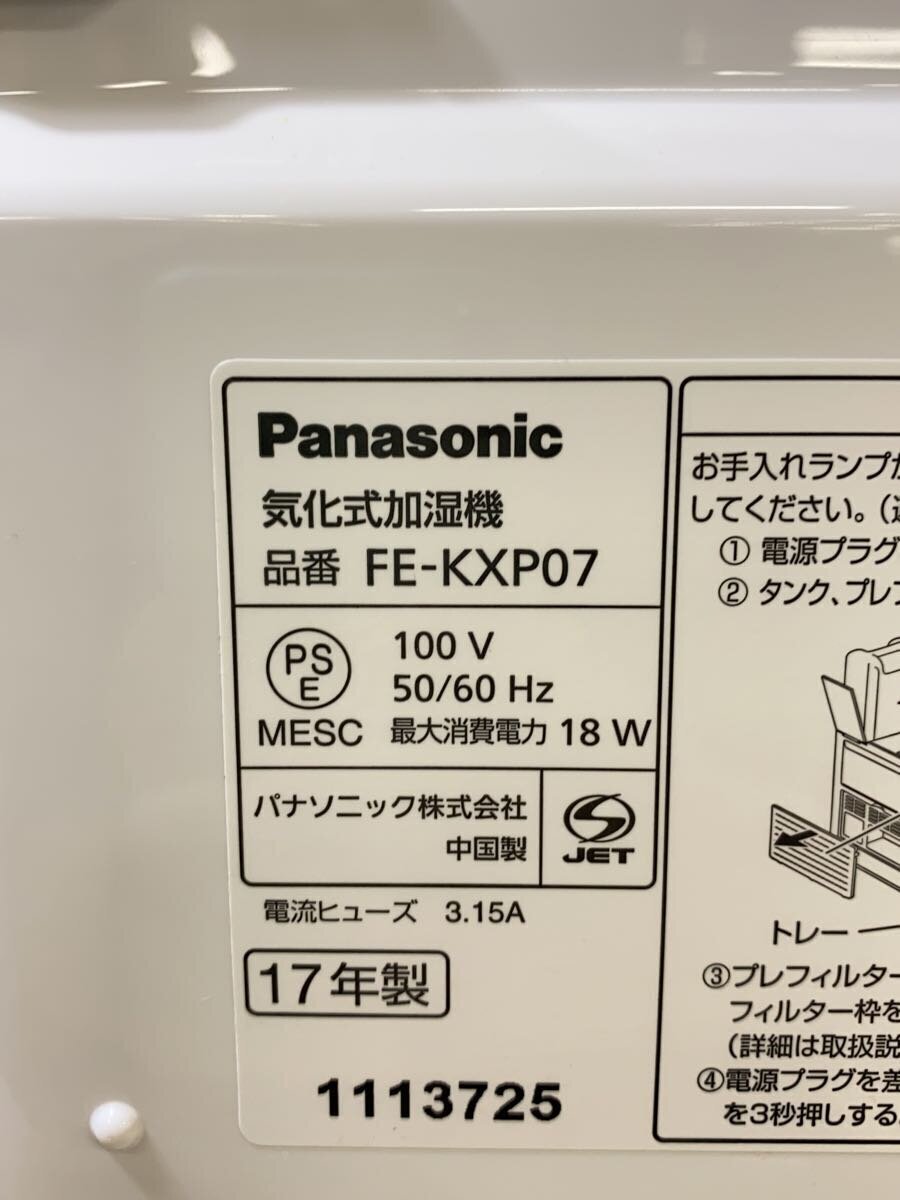 Panasonic
気化式加湿機
品番 FE-KXP07
PS
E
MESC
100 V
50/60 Hz
最大消費電力 18 W
パナソニック株式会社
中国製
JET
電流ヒューズ 3.15A
17年製
1113725
お手入れランプが
してください。(
① 電源プラグ
② タンク、プレフ
トレー
③プレフィルター
フィルター枠を
(詳細は取扱説
④電源プラグを差
を3秒押しする。